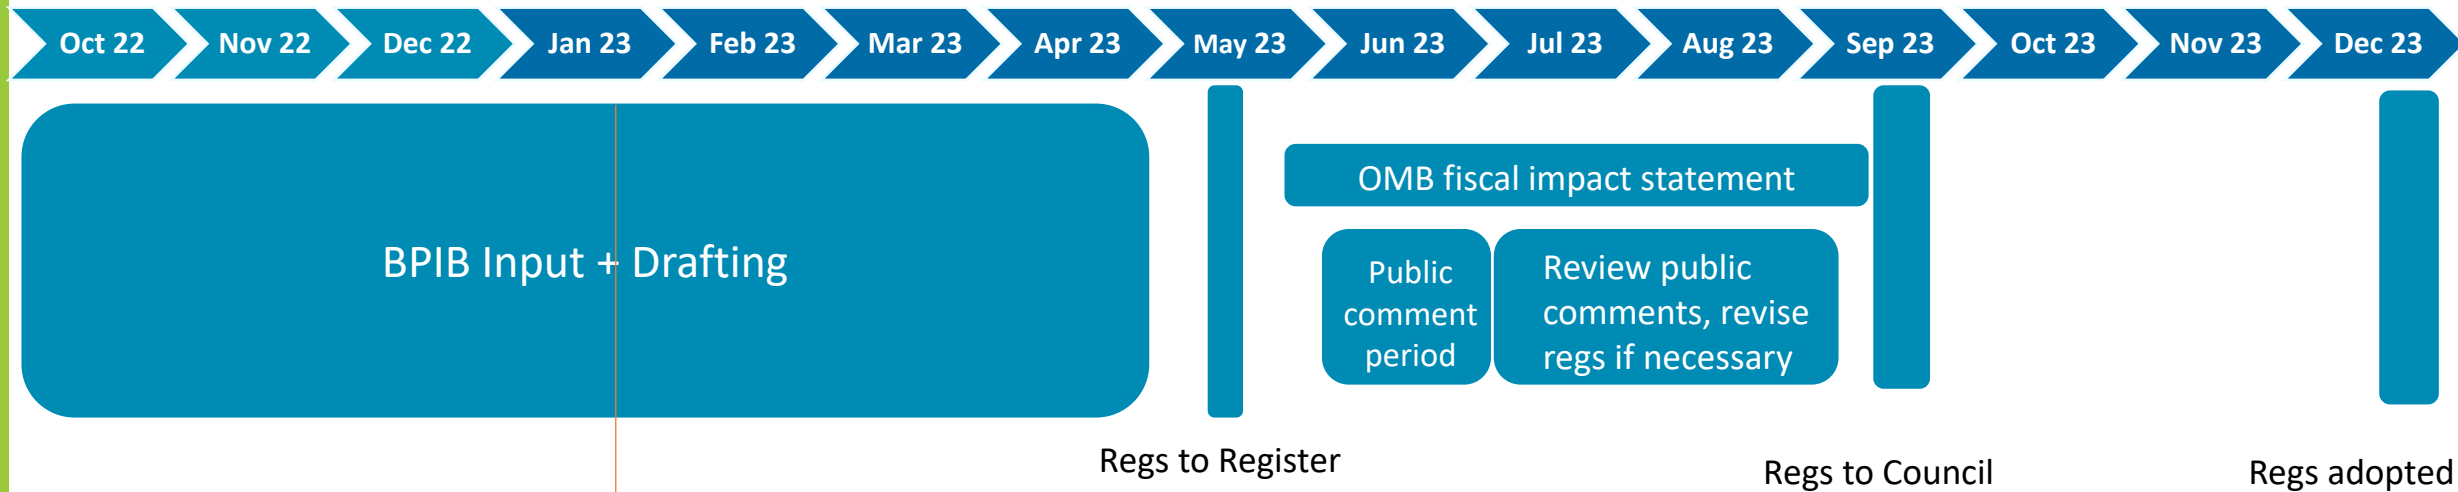 Oct 22
Nov 22
Dec 22
Jan 23
Feb 23
Mar 23
Apr 23
May 23
Jun 23
Jul 23
Aug 23
Sep 23
Oct 23
Nov 23
Dec 23
BPIB Input + Drafting
OMB fiscal impact statement
Public
comment
period
Review public
comments, revise
regs if necessary
Regs to Register
Regs to Council
Regs adopted